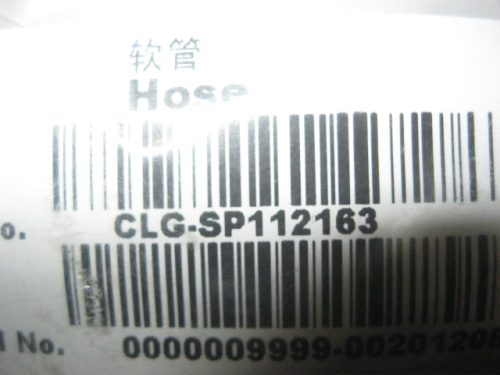 软管
Hose
o. CLG-SP112163
l No. 0000009999-0020120